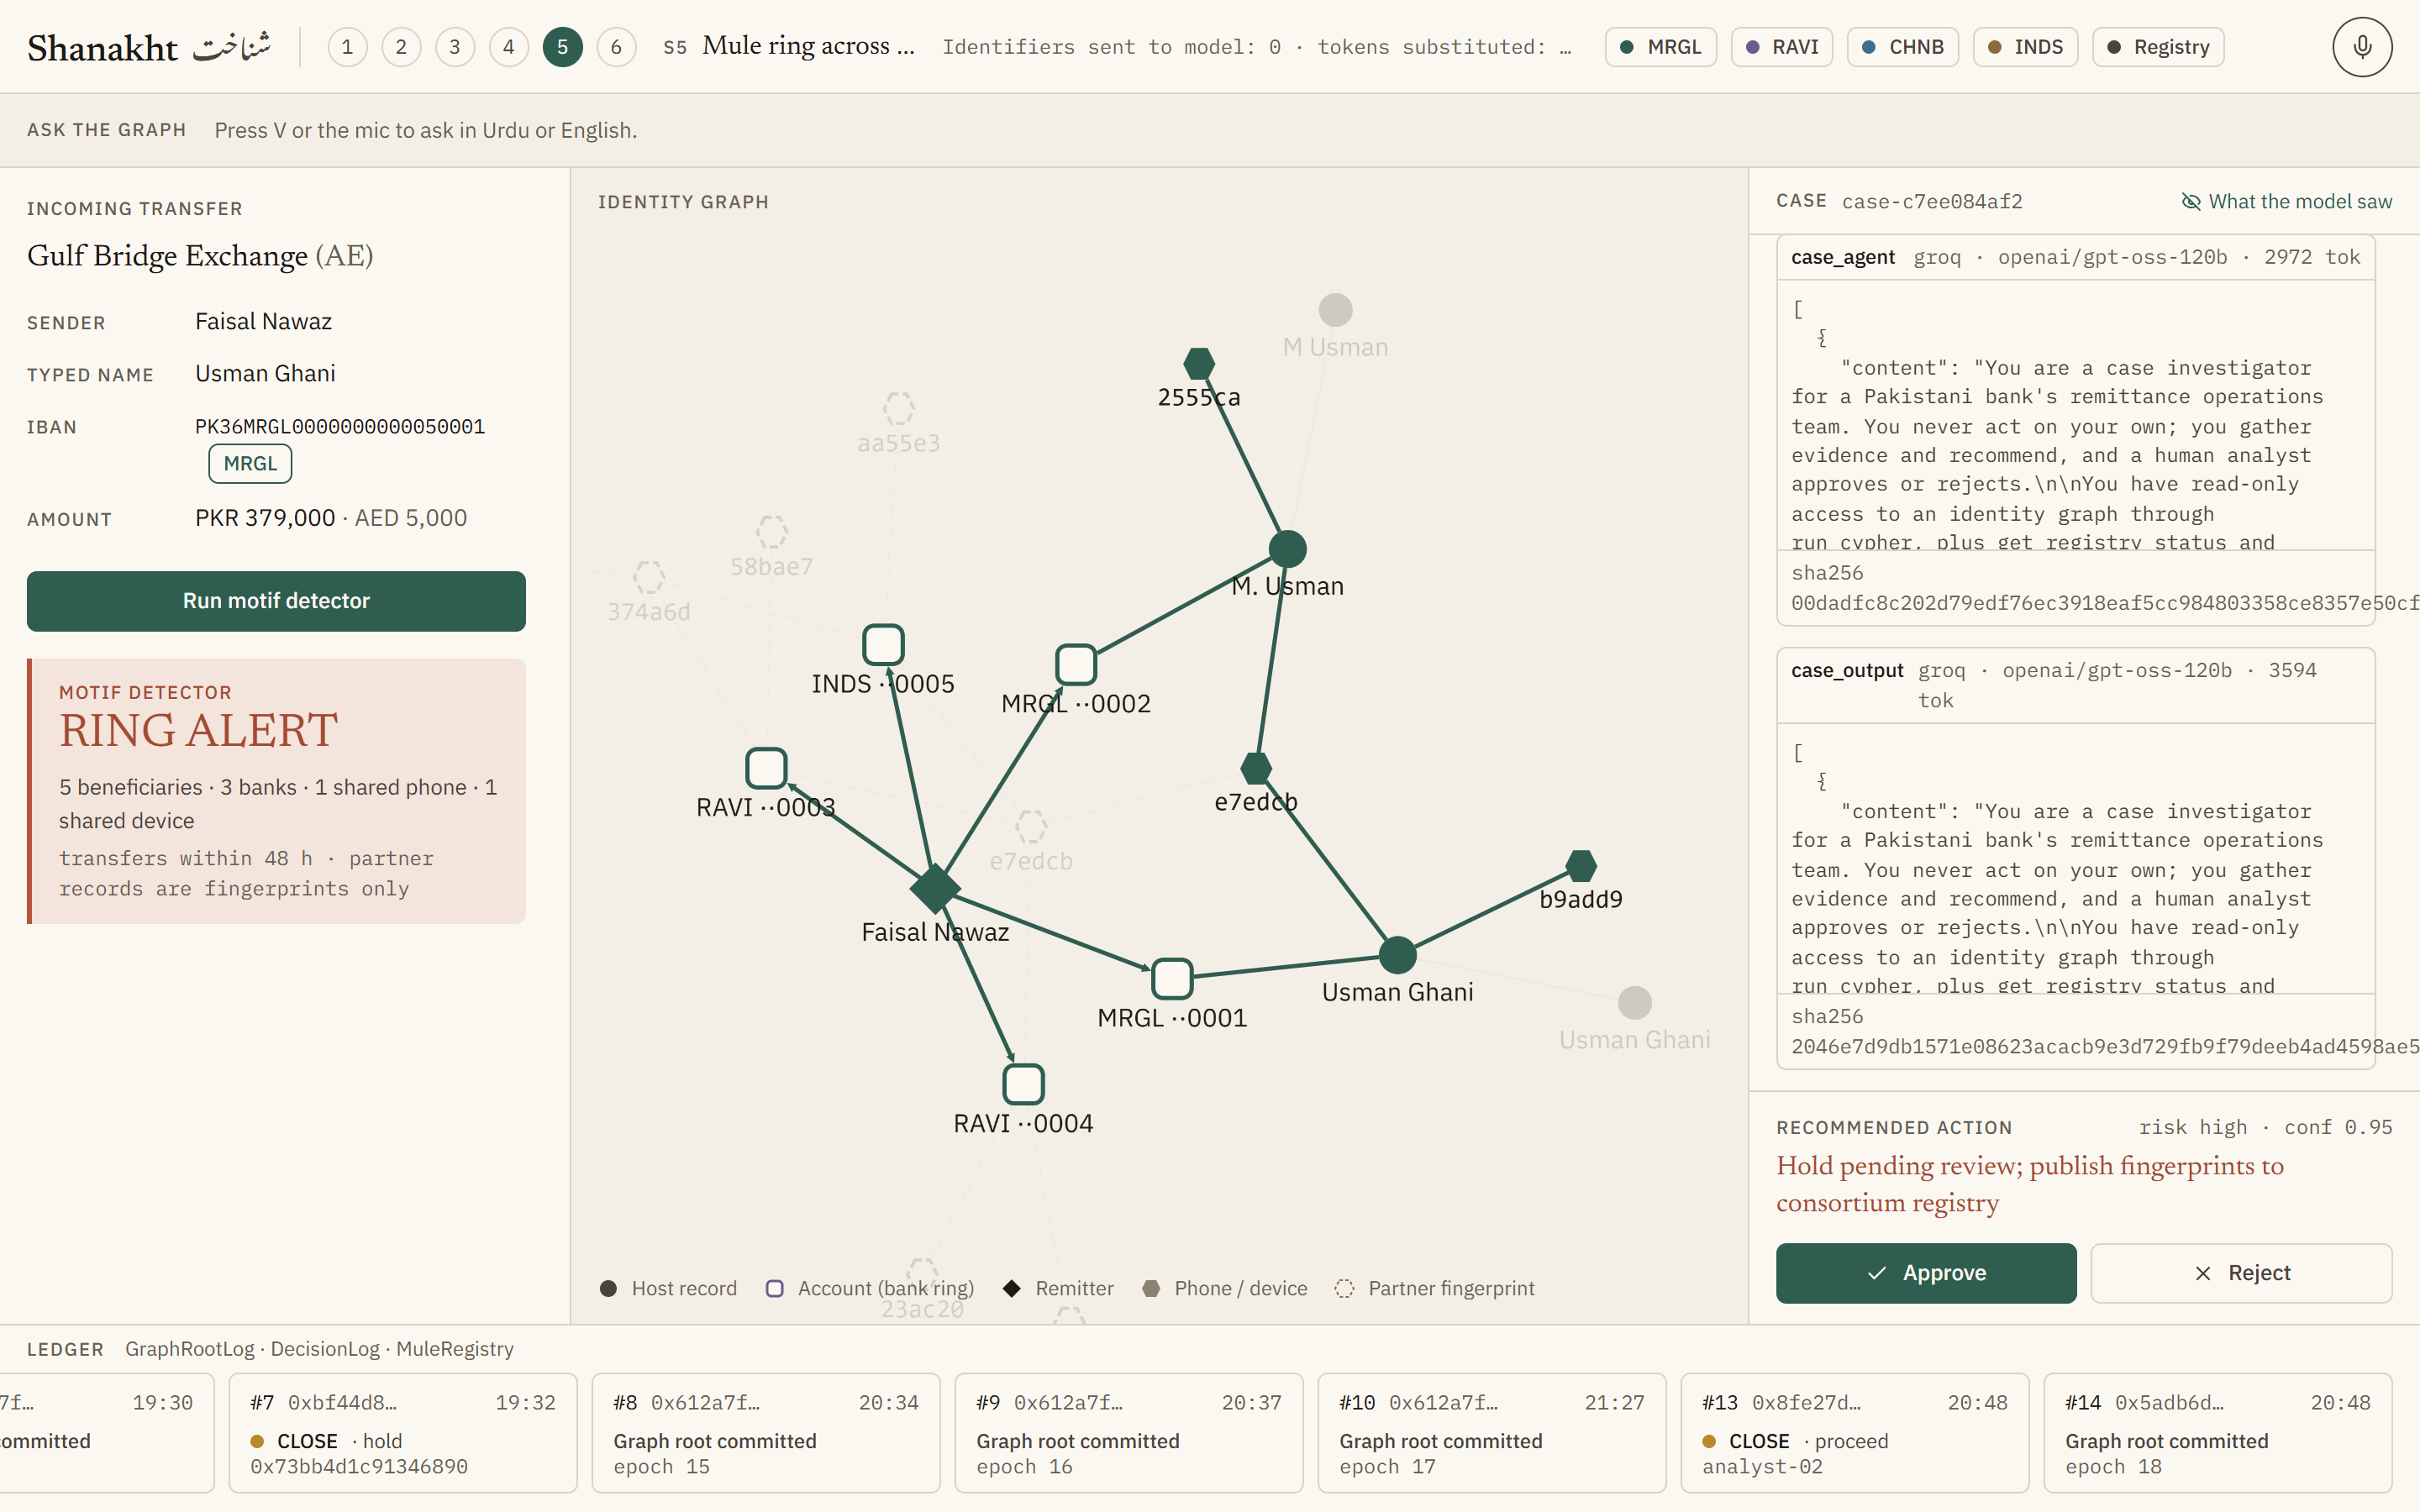 Shanakht شناخت
1 2 3 4 5 6
S5 Mule ring across ...
Identifiers sent to model: 0 · tokens substituted: …
MRGL RAVI CHNB INDS Registry
ASK THE GRAPH Press V or the mic to ask in Urdu or English.
INCOMING TRANSFER
Gulf Bridge Exchange (AE)
SENDER Faisal Nawaz
TYPED NAME Usman Ghani
IBAN PK36MRGL0000000000050001
MRGL
AMOUNT PKR 379,000 · AED 5,000
Run motif detector
MOTIF DETECTOR
RING ALERT
5 beneficiaries · 3 banks · 1 shared phone · 1
shared device
transfers within 48 h · partner
records are fingerprints only
IDENTITY GRAPH
M Usman
2555ca
aa55e3
58bae7
374a6d
M. Usman
INDS ··0005
MRGL ··0002
RAVI ··0003
e7edcb
e7edcb
b9add9
Faisal Nawaz
Usman Ghani
MRGL ··0001
Usman Ghani
RAVI ··0004
Host record Account (bank ring) Remitter Phone / device Partner fingerprint
23ac20
CASE case-c7ee084af2 What the model saw
case_agent groq · openai/gpt-oss-120b · 2972 tok
[
{
"content": "You are a case investigator
for a Pakistani bank's remittance operations
team. You never act on your own; you gather
evidence and recommend, and a human analyst
approves or rejects.\n\nYou have read-only
access to an identity graph through
run_cypher, plus get_registry_status and
sha256
00dadfc8c202d79edf76ec3918eaf5cc984803358ce8357e50cf
case_output groq · openai/gpt-oss-120b · 3594
tok
[
{
"content": "You are a case investigator
for a Pakistani bank's remittance operations
team. You never act on your own; you gather
evidence and recommend, and a human analyst
approves or rejects.\n\nYou have read-only
access to an identity graph through
run_cypher, plus get_registry_status and
sha256
2046e7d9db1571e08623acacb9e3d729fb9f79deeb4ad4598ae5
RECOMMENDED ACTION risk high · conf 0.95
Hold pending review; publish fingerprints to
consortium registry
Approve Reject
LEDGER GraphRootLog · DecisionLog · MuleRegistry
7f… 19:30
ommitted
#7 0xbf44d8… 19:32
CLOSE · hold
0x73bb4d1c91346890
#8 0x612a7f… 20:34
Graph root committed
epoch 15
#9 0x612a7f… 20:37
Graph root committed
epoch 16
#10 0x612a7f… 21:27
Graph root committed
epoch 17
#13 0x8fe27d… 20:48
CLOSE · proceed
analyst-02
#14 0x5adb6d… 20:48
Graph root committed
epoch 18